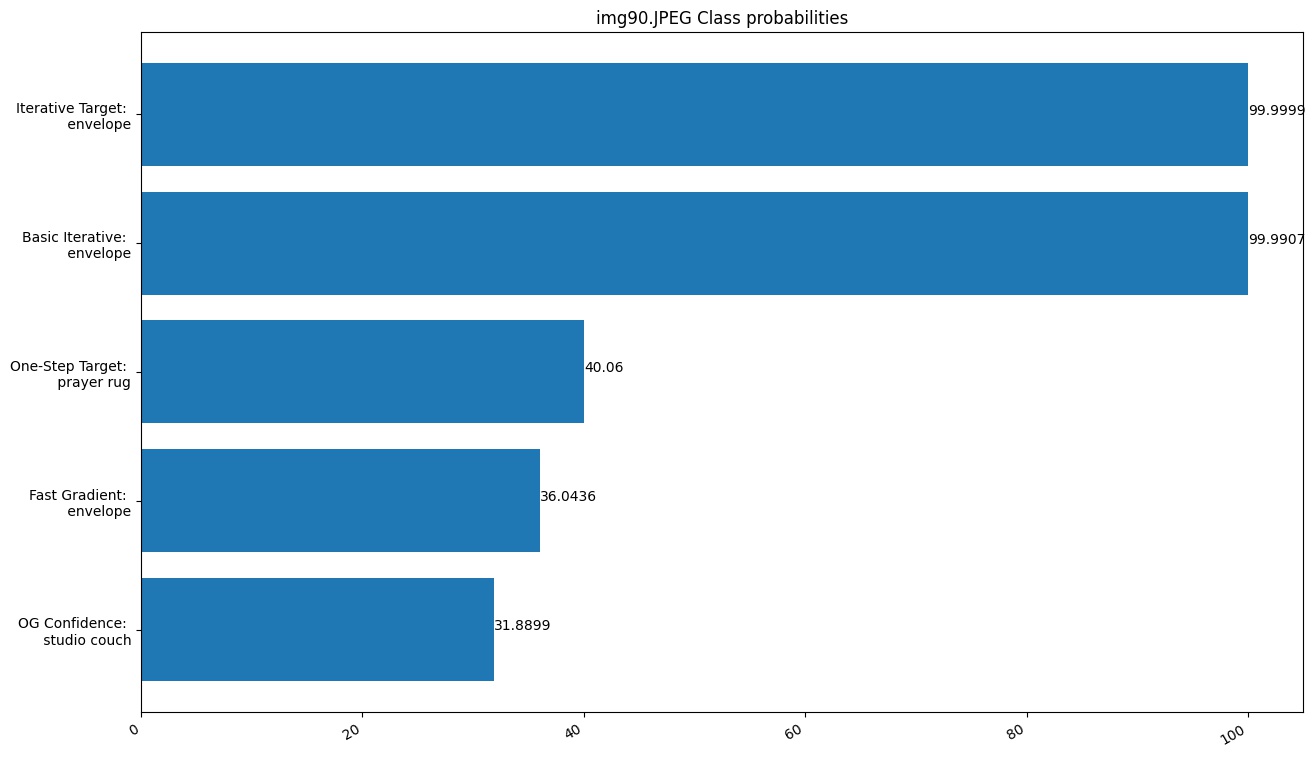 img90.JPEG Class probabilities
Iterative Target:
envelope
99.9999
Basic Iterative:
envelope
99.9907
One-Step Target:
prayer rug
40.06
Fast Gradient:
envelope
36.0436
OG Confidence:
studio couch
31.8899
0
20
40
60
80
100